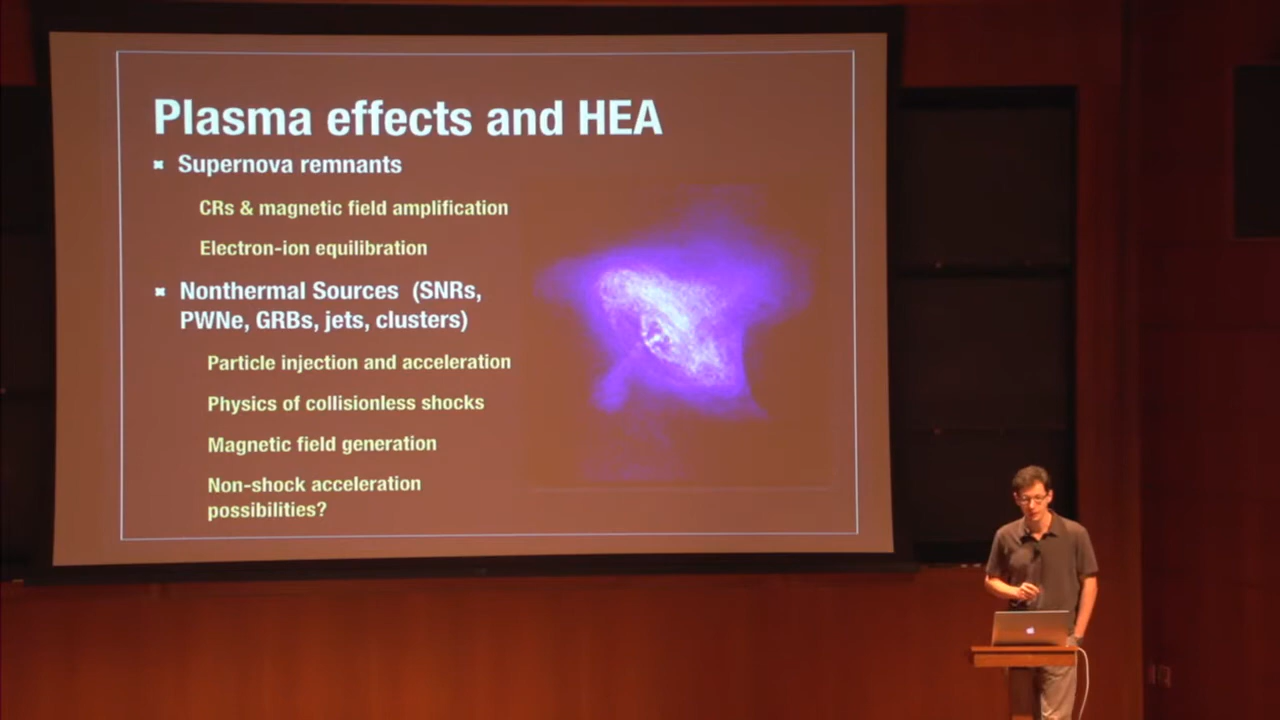 Plasma effects and HEA
Supernova remnants
CRs & magnetic field amplification
Electron-ion equilibration
Nonthermal Sources (SNRs,
PWNe, GRBs, jets, clusters)
Particle injection and acceleration
Physics of collisionless shocks
Magnetic field generation
Non-shock acceleration
possibilities?